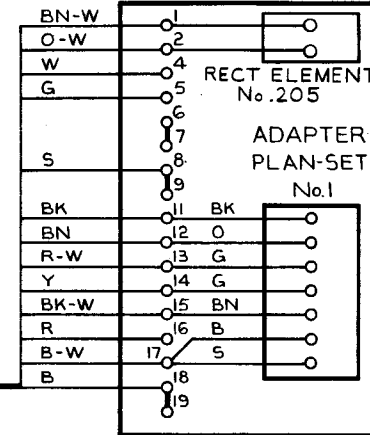 BN-W 1
O-W 2
W 4
RECT ELEMENT
G 5
No.205
6
7
ADAPTER
S 8
PLAN-SET
9
No.1
BK 11 BK
BN 12 O
R-W 13 G
Y 14 G
BK-W 15 BN
R 16 B
B-W 17 S
B 18
19